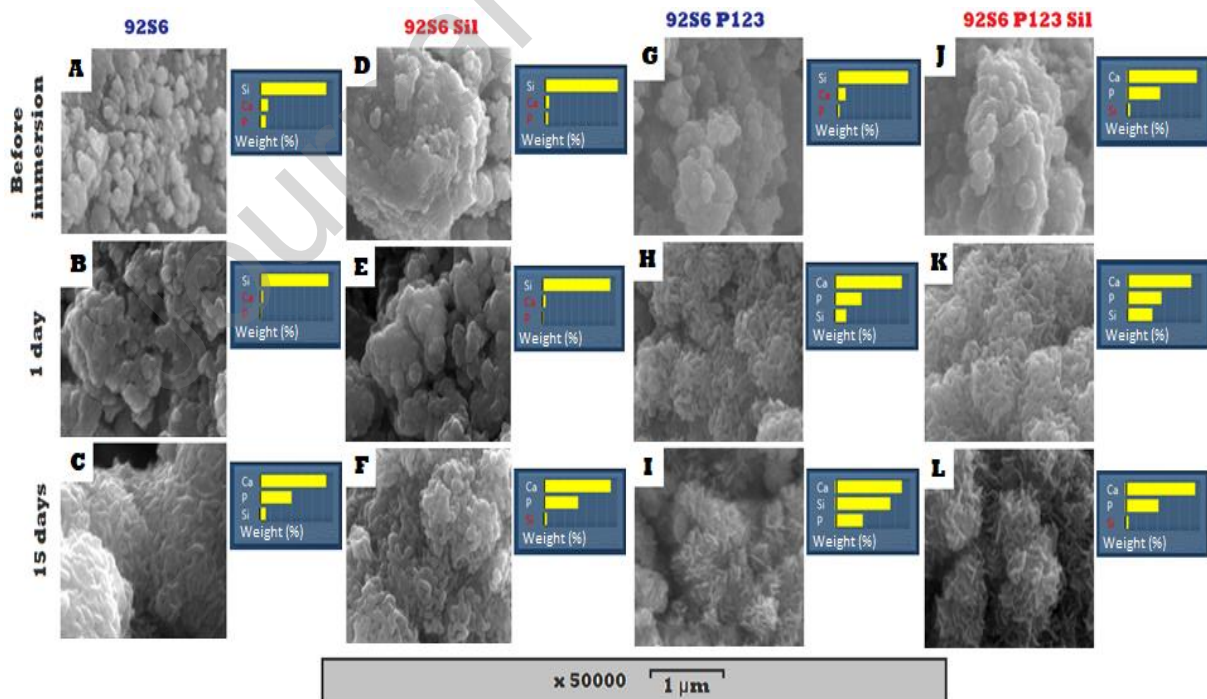 92S6
92S6 Sil
92S6 P123
92S6 P123 Sil
Before
immersion
A
Si
Ca
P
Weight (%)
D
Si
Ca
P
Weight (%)
G
Si
Ca
P
Weight (%)
J
Ca
P
Si
Weight (%)
1 day
B
Si
Ca
P
Weight (%)
E
Si
Ca
P
Weight (%)
H
Ca
P
Si
Weight (%)
K
Ca
P
Si
Weight (%)
15 days
C
Ca
P
Si
Weight (%)
F
Ca
P
Si
Weight (%)
I
Ca
Si
P
Weight (%)
L
Ca
P
Si
Weight (%)
x 50000 1 µm